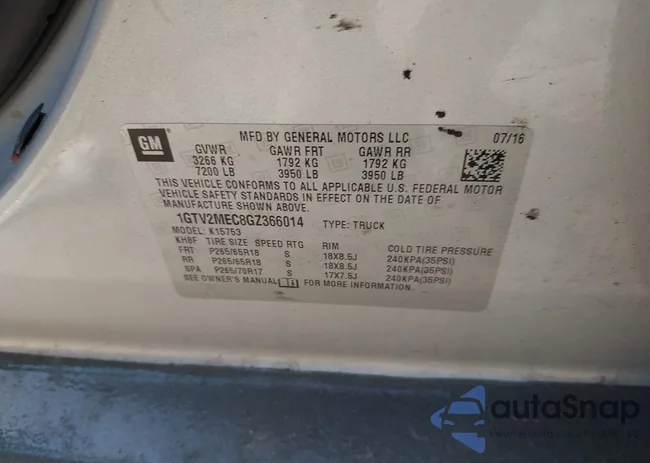 GM
MFD BY GENERAL MOTORS LLC 07/16
GVWR GAWR FRT GAWR RR
3266 KG 1792 KG 1792 KG
7200 LB 3950 LB 3950 LB
THIS VEHICLE CONFORMS TO ALL APPLICABLE U.S. FEDERAL MOTOR
VEHICLE SAFETY STANDARDS IN EFFECT ON THE DATE OF
MANUFACTURE SHOWN ABOVE.
1GTV2MEC8GZ366014 TYPE: TRUCK
MODEL: K15753
KH8F TIRE SIZE SPEED RTG RIM COLD TIRE PRESSURE
FRT P265/65R18 S 18X8.5J 240KPA(35PSI)
RR P265/65R18 S 18X8.5J 240KPA(35PSI)
SPA P265/70R17 S 17X7.5J 240KPA(35PSI)
SEE OWNER'S MANUAL FOR MORE INFORMATION.
autoSnap